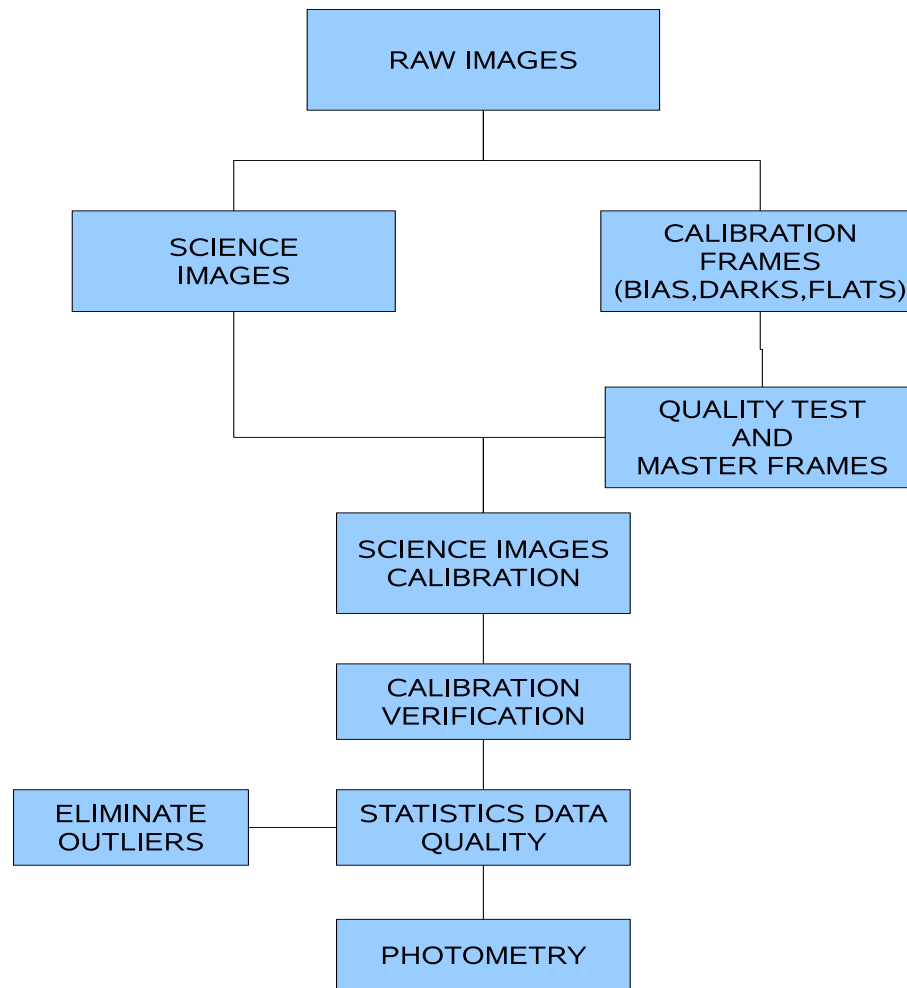 RAW IMAGES
SCIENCE
IMAGES
CALIBRATION
FRAMES
(BIAS,DARKS,FLATS)
QUALITY TEST
AND
MASTER FRAMES
SCIENCE IMAGES
CALIBRATION
CALIBRATION
VERIFICATION
ELIMINATE
OUTLIERS
STATISTICS DATA
QUALITY
PHOTOMETRY